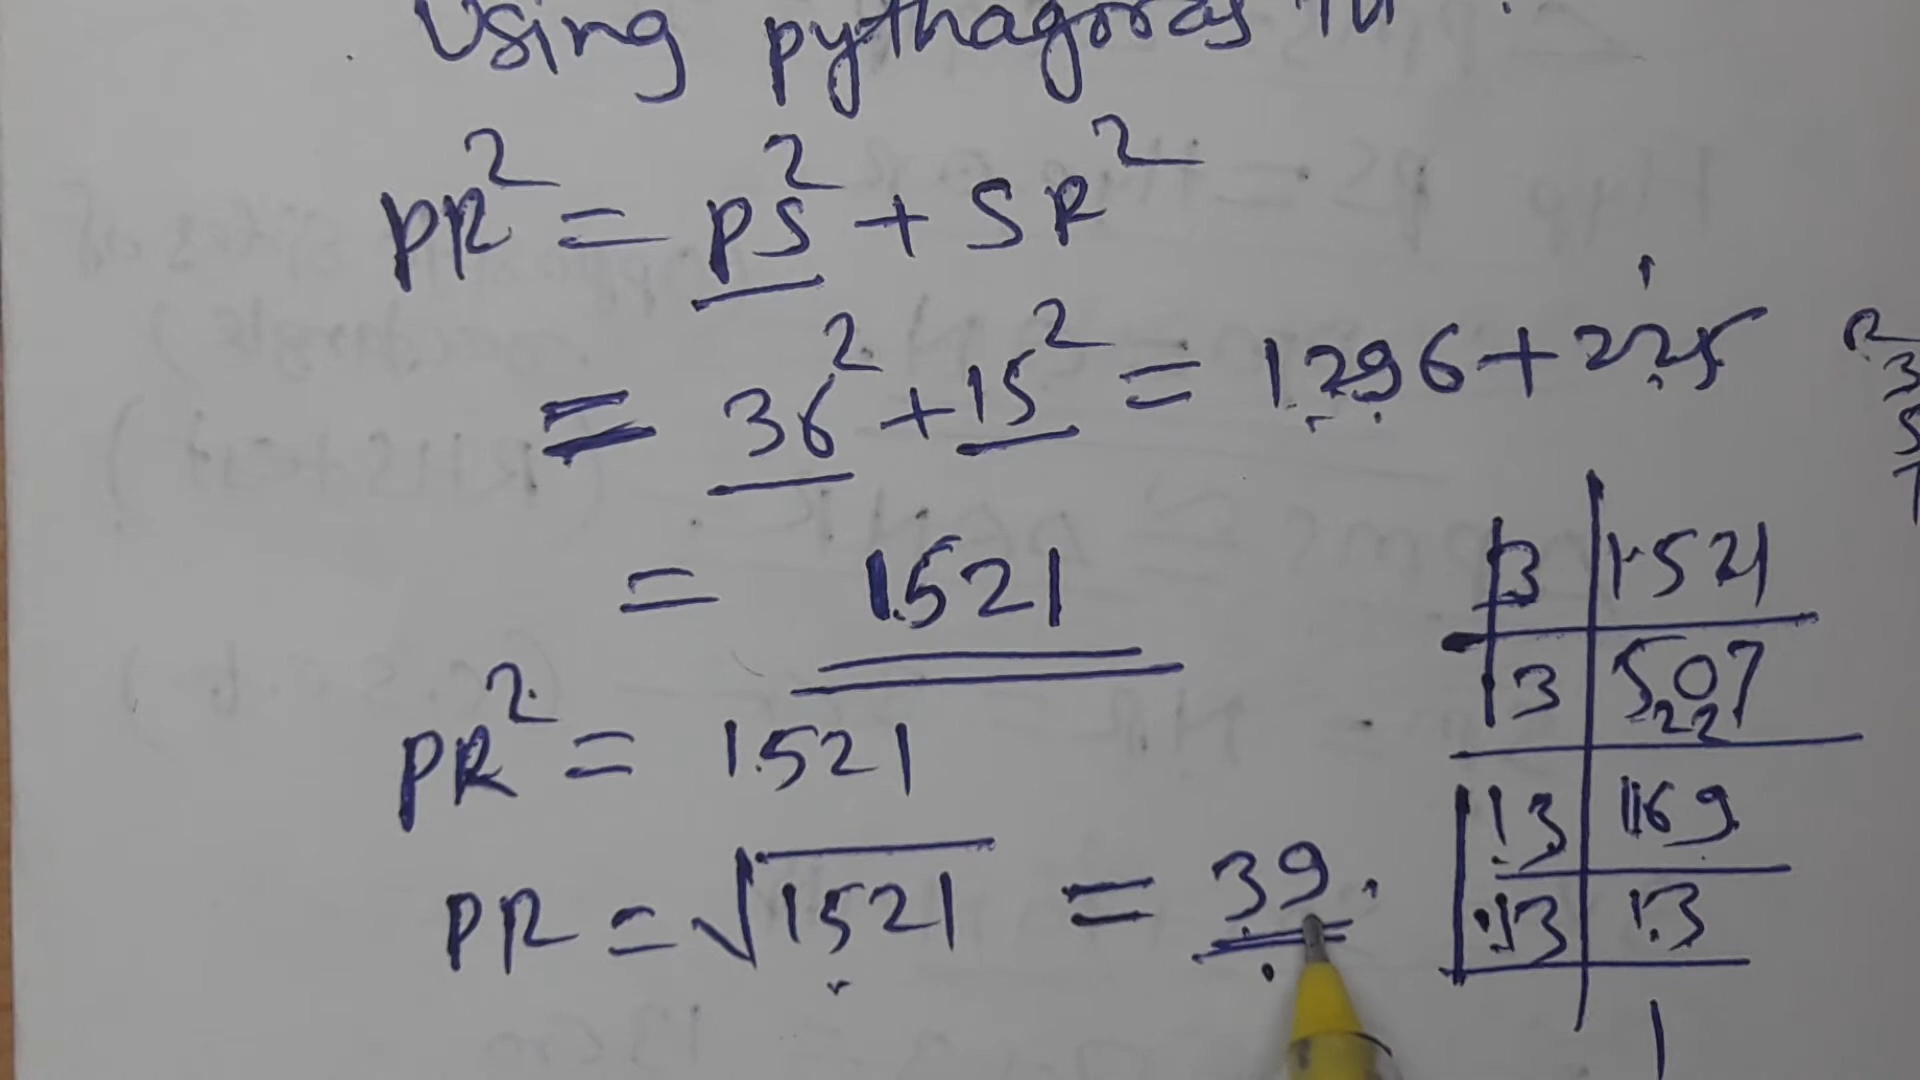 Using pythagoras
PR² = PS² + SR²
= 36² + 15² = 1296 + 225
= 1521
PR² = 1521
PR = √1521 = 39.
3 | 1521
13 | 507
13 | 169
13 | 13
1